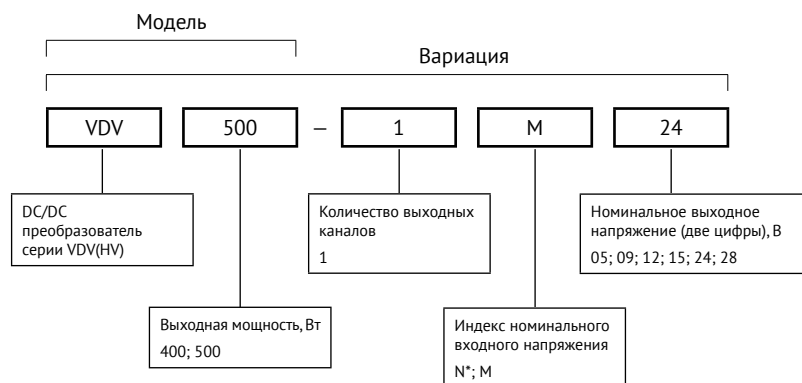 Модель
Вариация
VDV 500 – 1 M 24
DC/DC
преобразователь
серии VDV(HV)
Количество выходных
каналов
1
Номинальное выходное
напряжение (две цифры), В
05; 09; 12; 15; 24; 28
Выходная мощность, Вт
400; 500
Индекс номинального
входного напряжения
N*; M